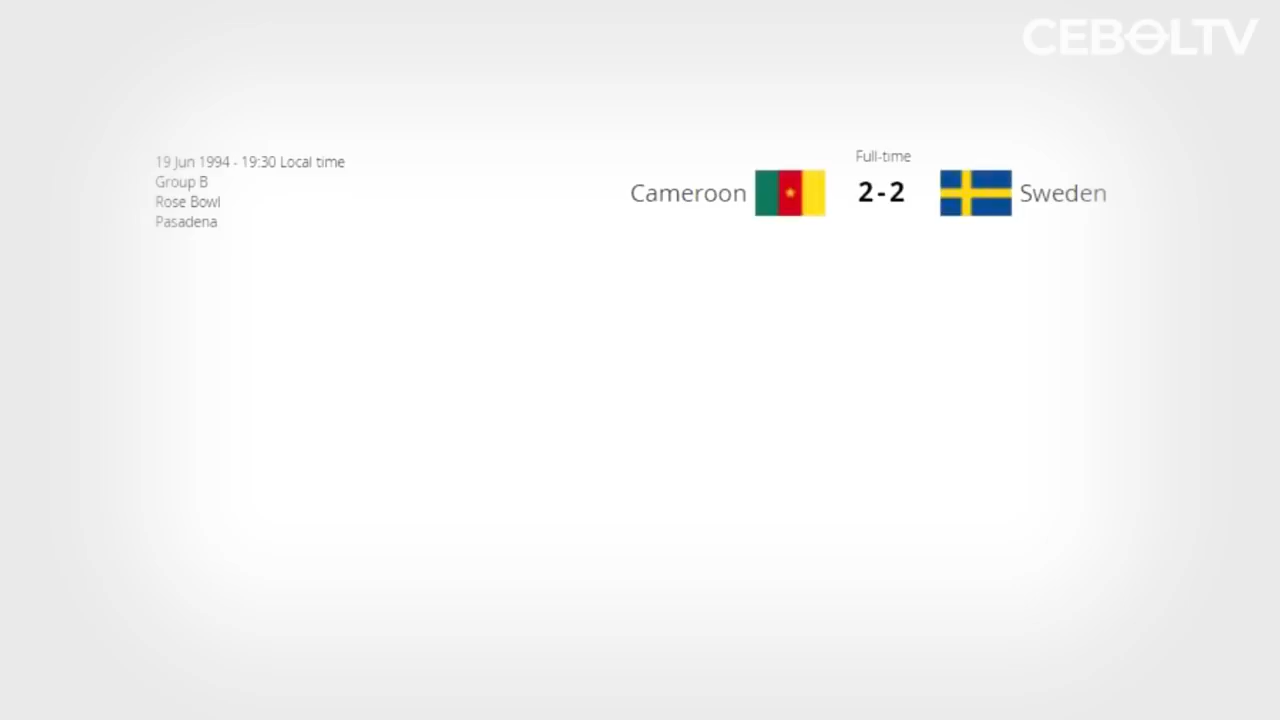 CEBOLTV
19 Jun 1994 - 19:30 Local time
Group B
Rose Bowl
Pasadena
Full-time
Cameroon 2-2 Sweden